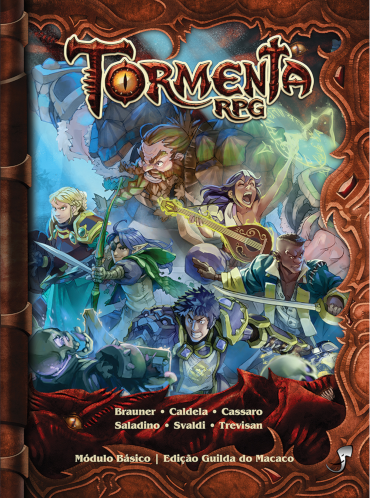 TORMENTA
RPG
Brauner • Caldela • Cassaro
Saladino • Svaldi • Trevisan
Módulo Básico | Edição Guilda do Macaco